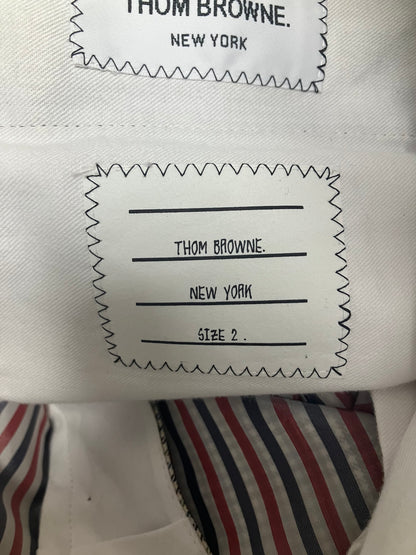 THOM BROWNE.
NEW YORK
THOM BROWNE.
NEW YORK
SIZE 2 .